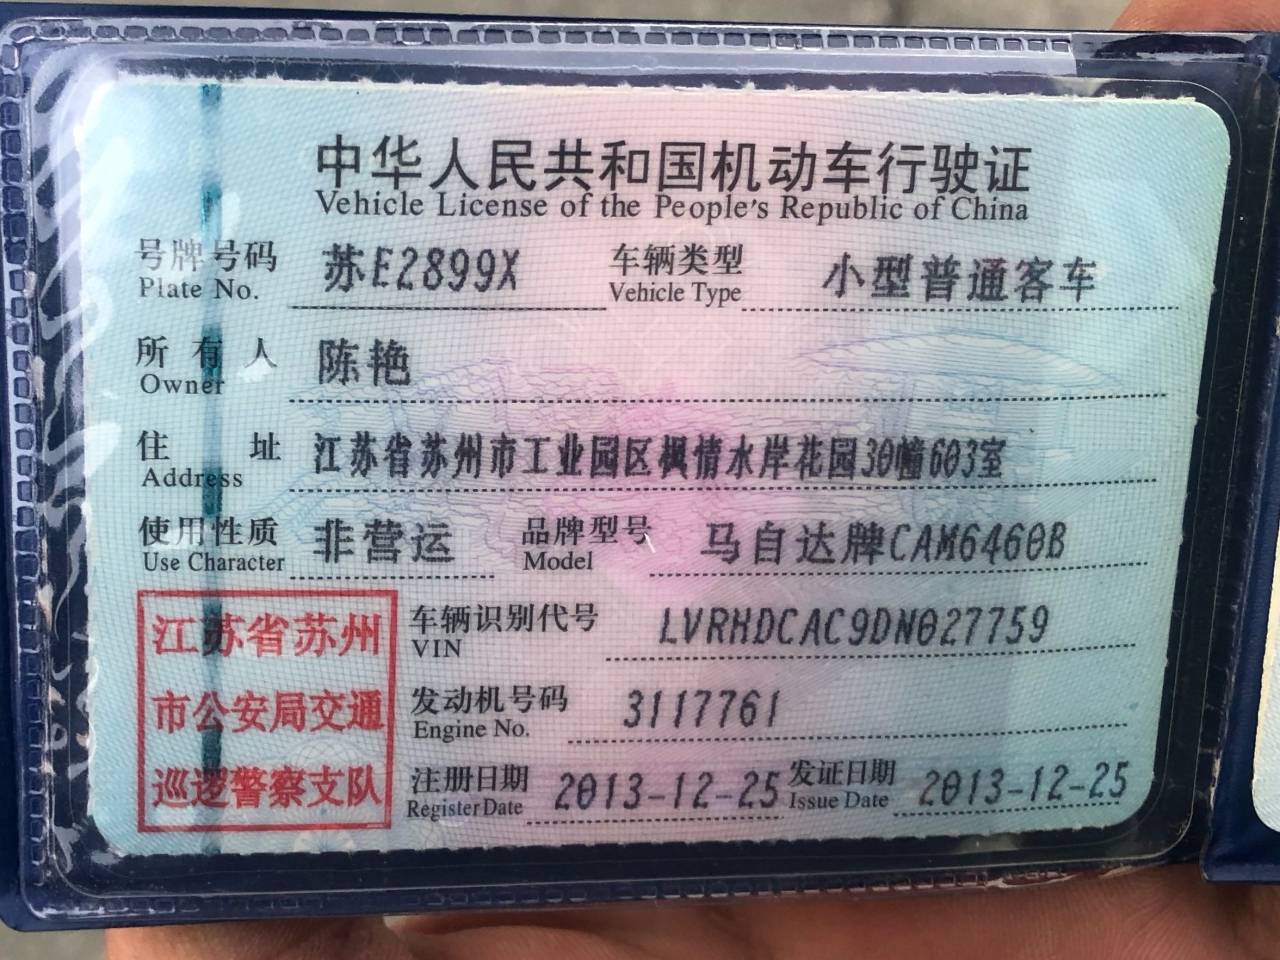 中华人民共和国机动车行驶证
Vehicle License of the People's Republic of China
号牌号码 苏E2899X 车辆类型 小型普通客车
Plate No. Vehicle Type
所有人 陈艳
Owner
住址 江苏省苏州市工业园区枫情水岸花园30幢603室
Address
使用性质 非营运 品牌型号 马自达牌CAM6460B
Use Character Model
江苏省苏州 车辆识别代号 LVRHDCAC9DN027759
VIN
市公安局交通 发动机号码 3117761
Engine No.
巡逻警察支队 注册日期 2013-12-25 发证日期 2013-12-25
Register Date Issue Date